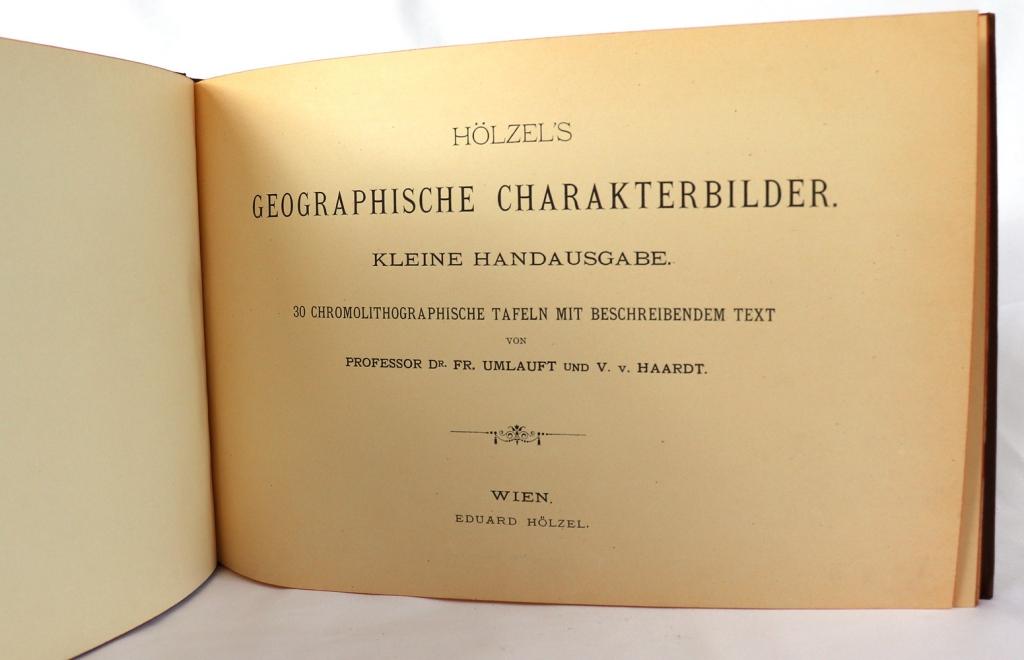 HÖLZEL'S
GEOGRAPHISCHE CHARAKTERBILDER.
KLEINE HANDAUSGABE.
30 CHROMOLITHOGRAPHISCHE TAFELN MIT BESCHREIBENDEM TEXT
VON
PROFESSOR DR. FR. UMLAUFT UND V. v. HAARDT.
WIEN.
EDUARD HÖLZEL.